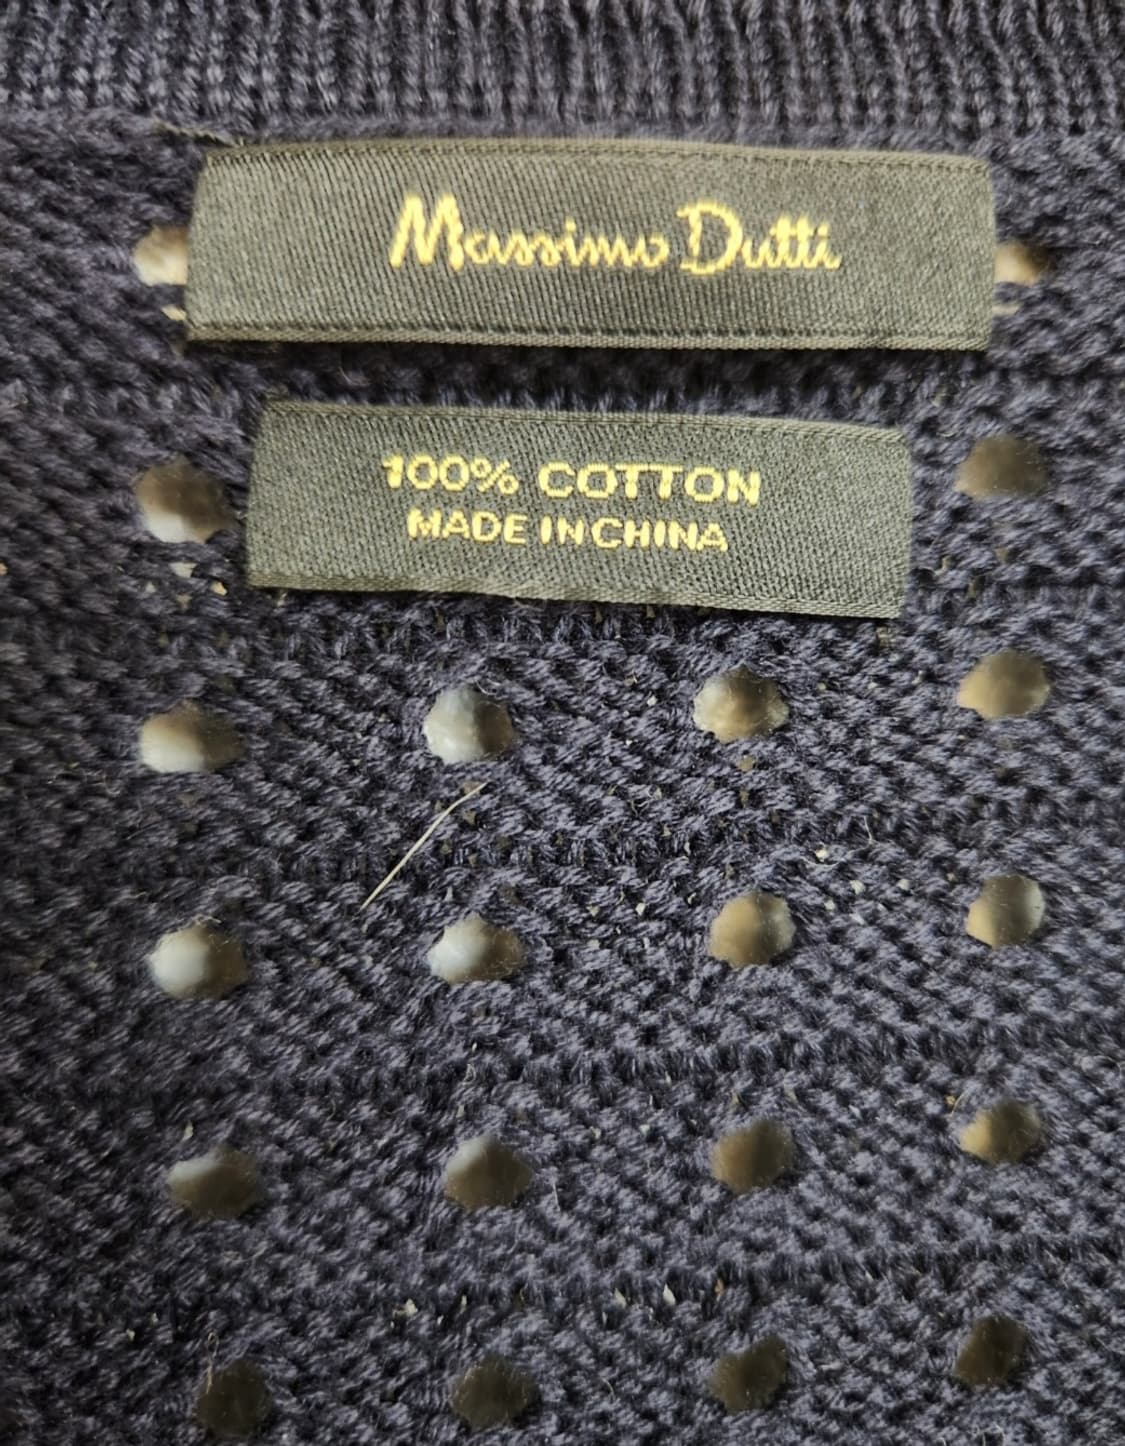 Massimo Dutti
100% COTTON
MADE IN CHINA